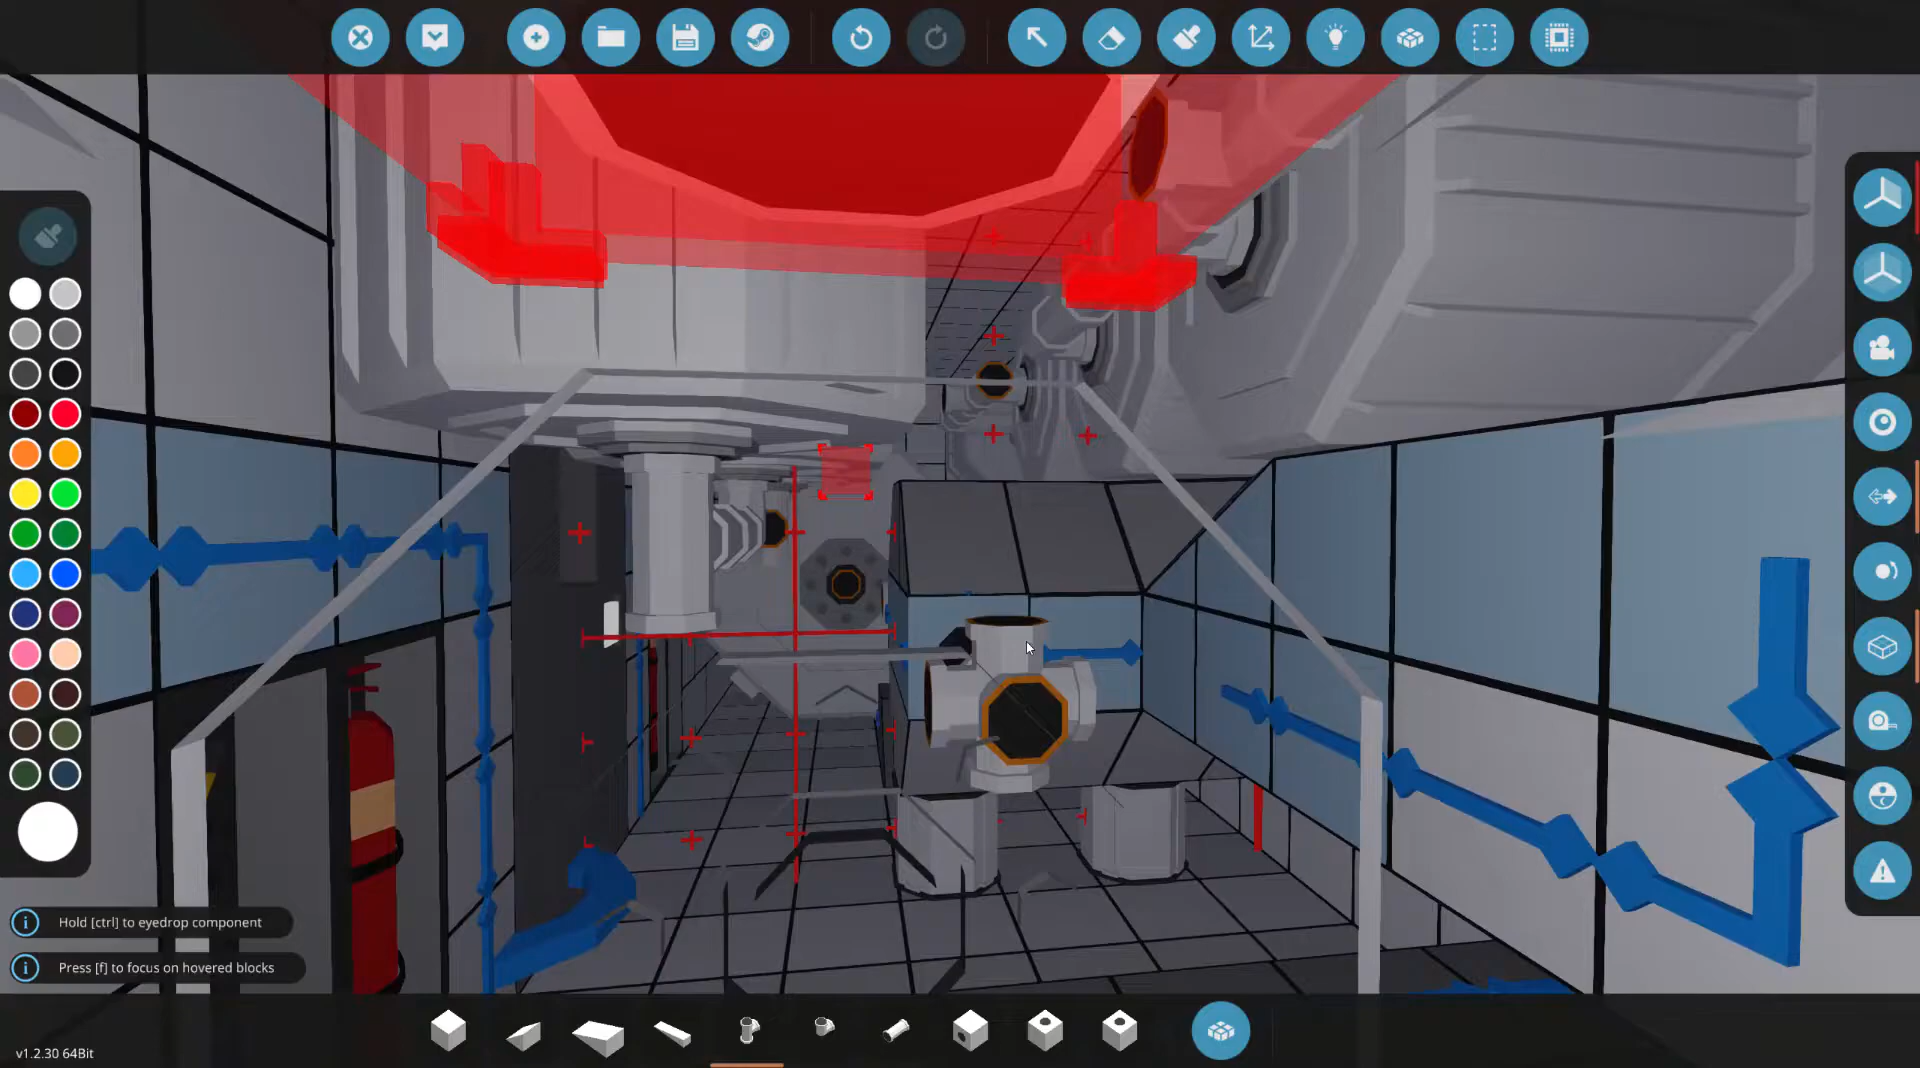 Hold [ctrl] to eyedrop component
Press [f] to focus on hovered blocks
v1.2.30 64Bit